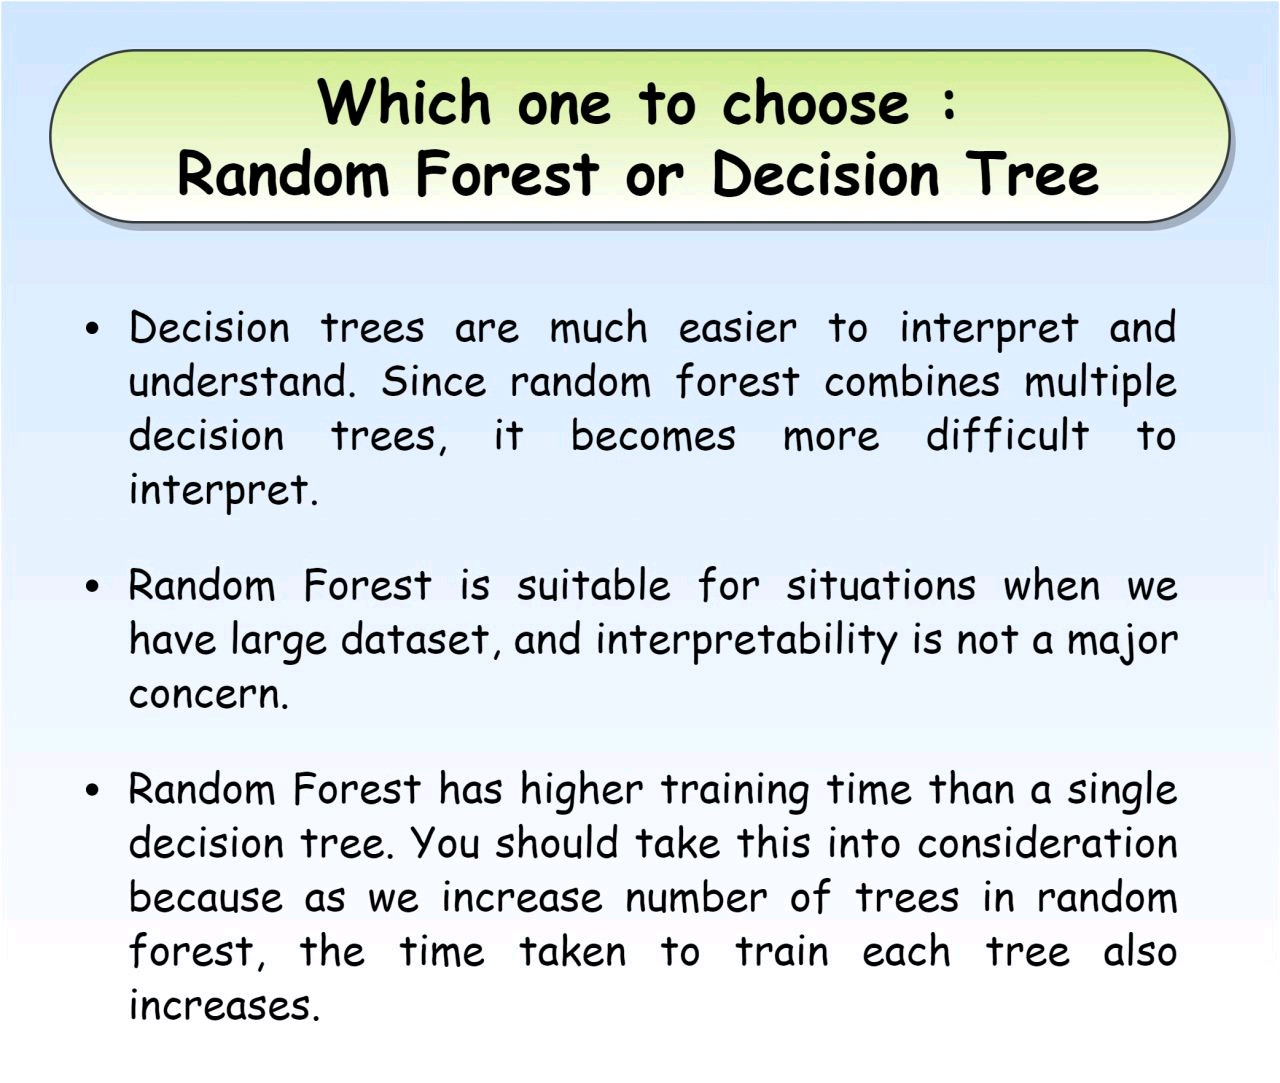 Which one to choose :
Random Forest or Decision Tree
• Decision trees are much easier to interpret and
understand. Since random forest combines multiple
decision trees, it becomes more difficult to
interpret.
• Random Forest is suitable for situations when we
have large dataset, and interpretability is not a major
concern.
• Random Forest has higher training time than a single
decision tree. You should take this into consideration
because as we increase number of trees in random
forest, the time taken to train each tree also
increases.